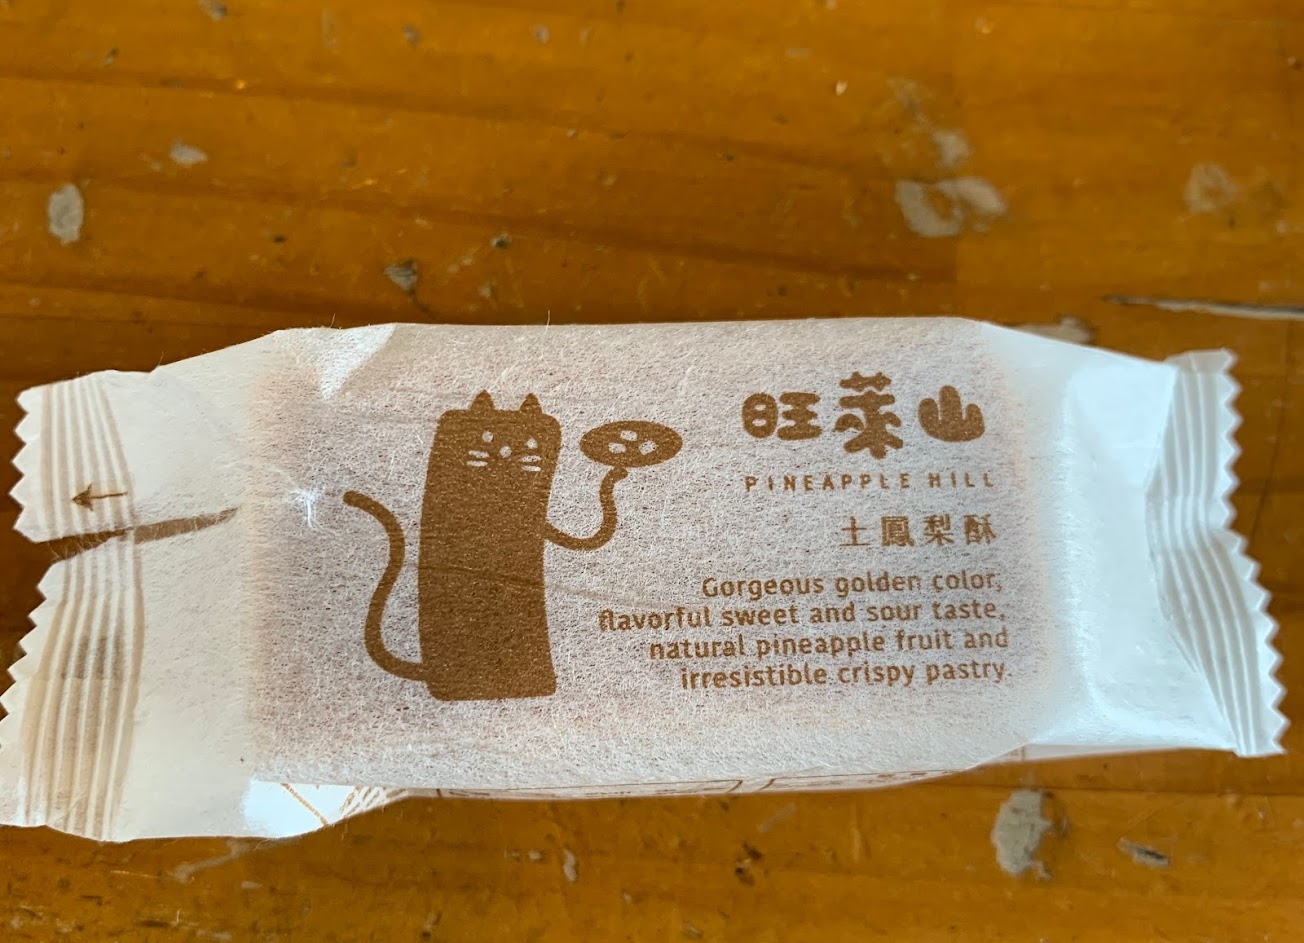 旺萊山
PINEAPPLE HILL
土鳳梨酥
Gorgeous golden color,
flavorful sweet and sour taste,
natural pineapple fruit and
irresistible crispy pastry.